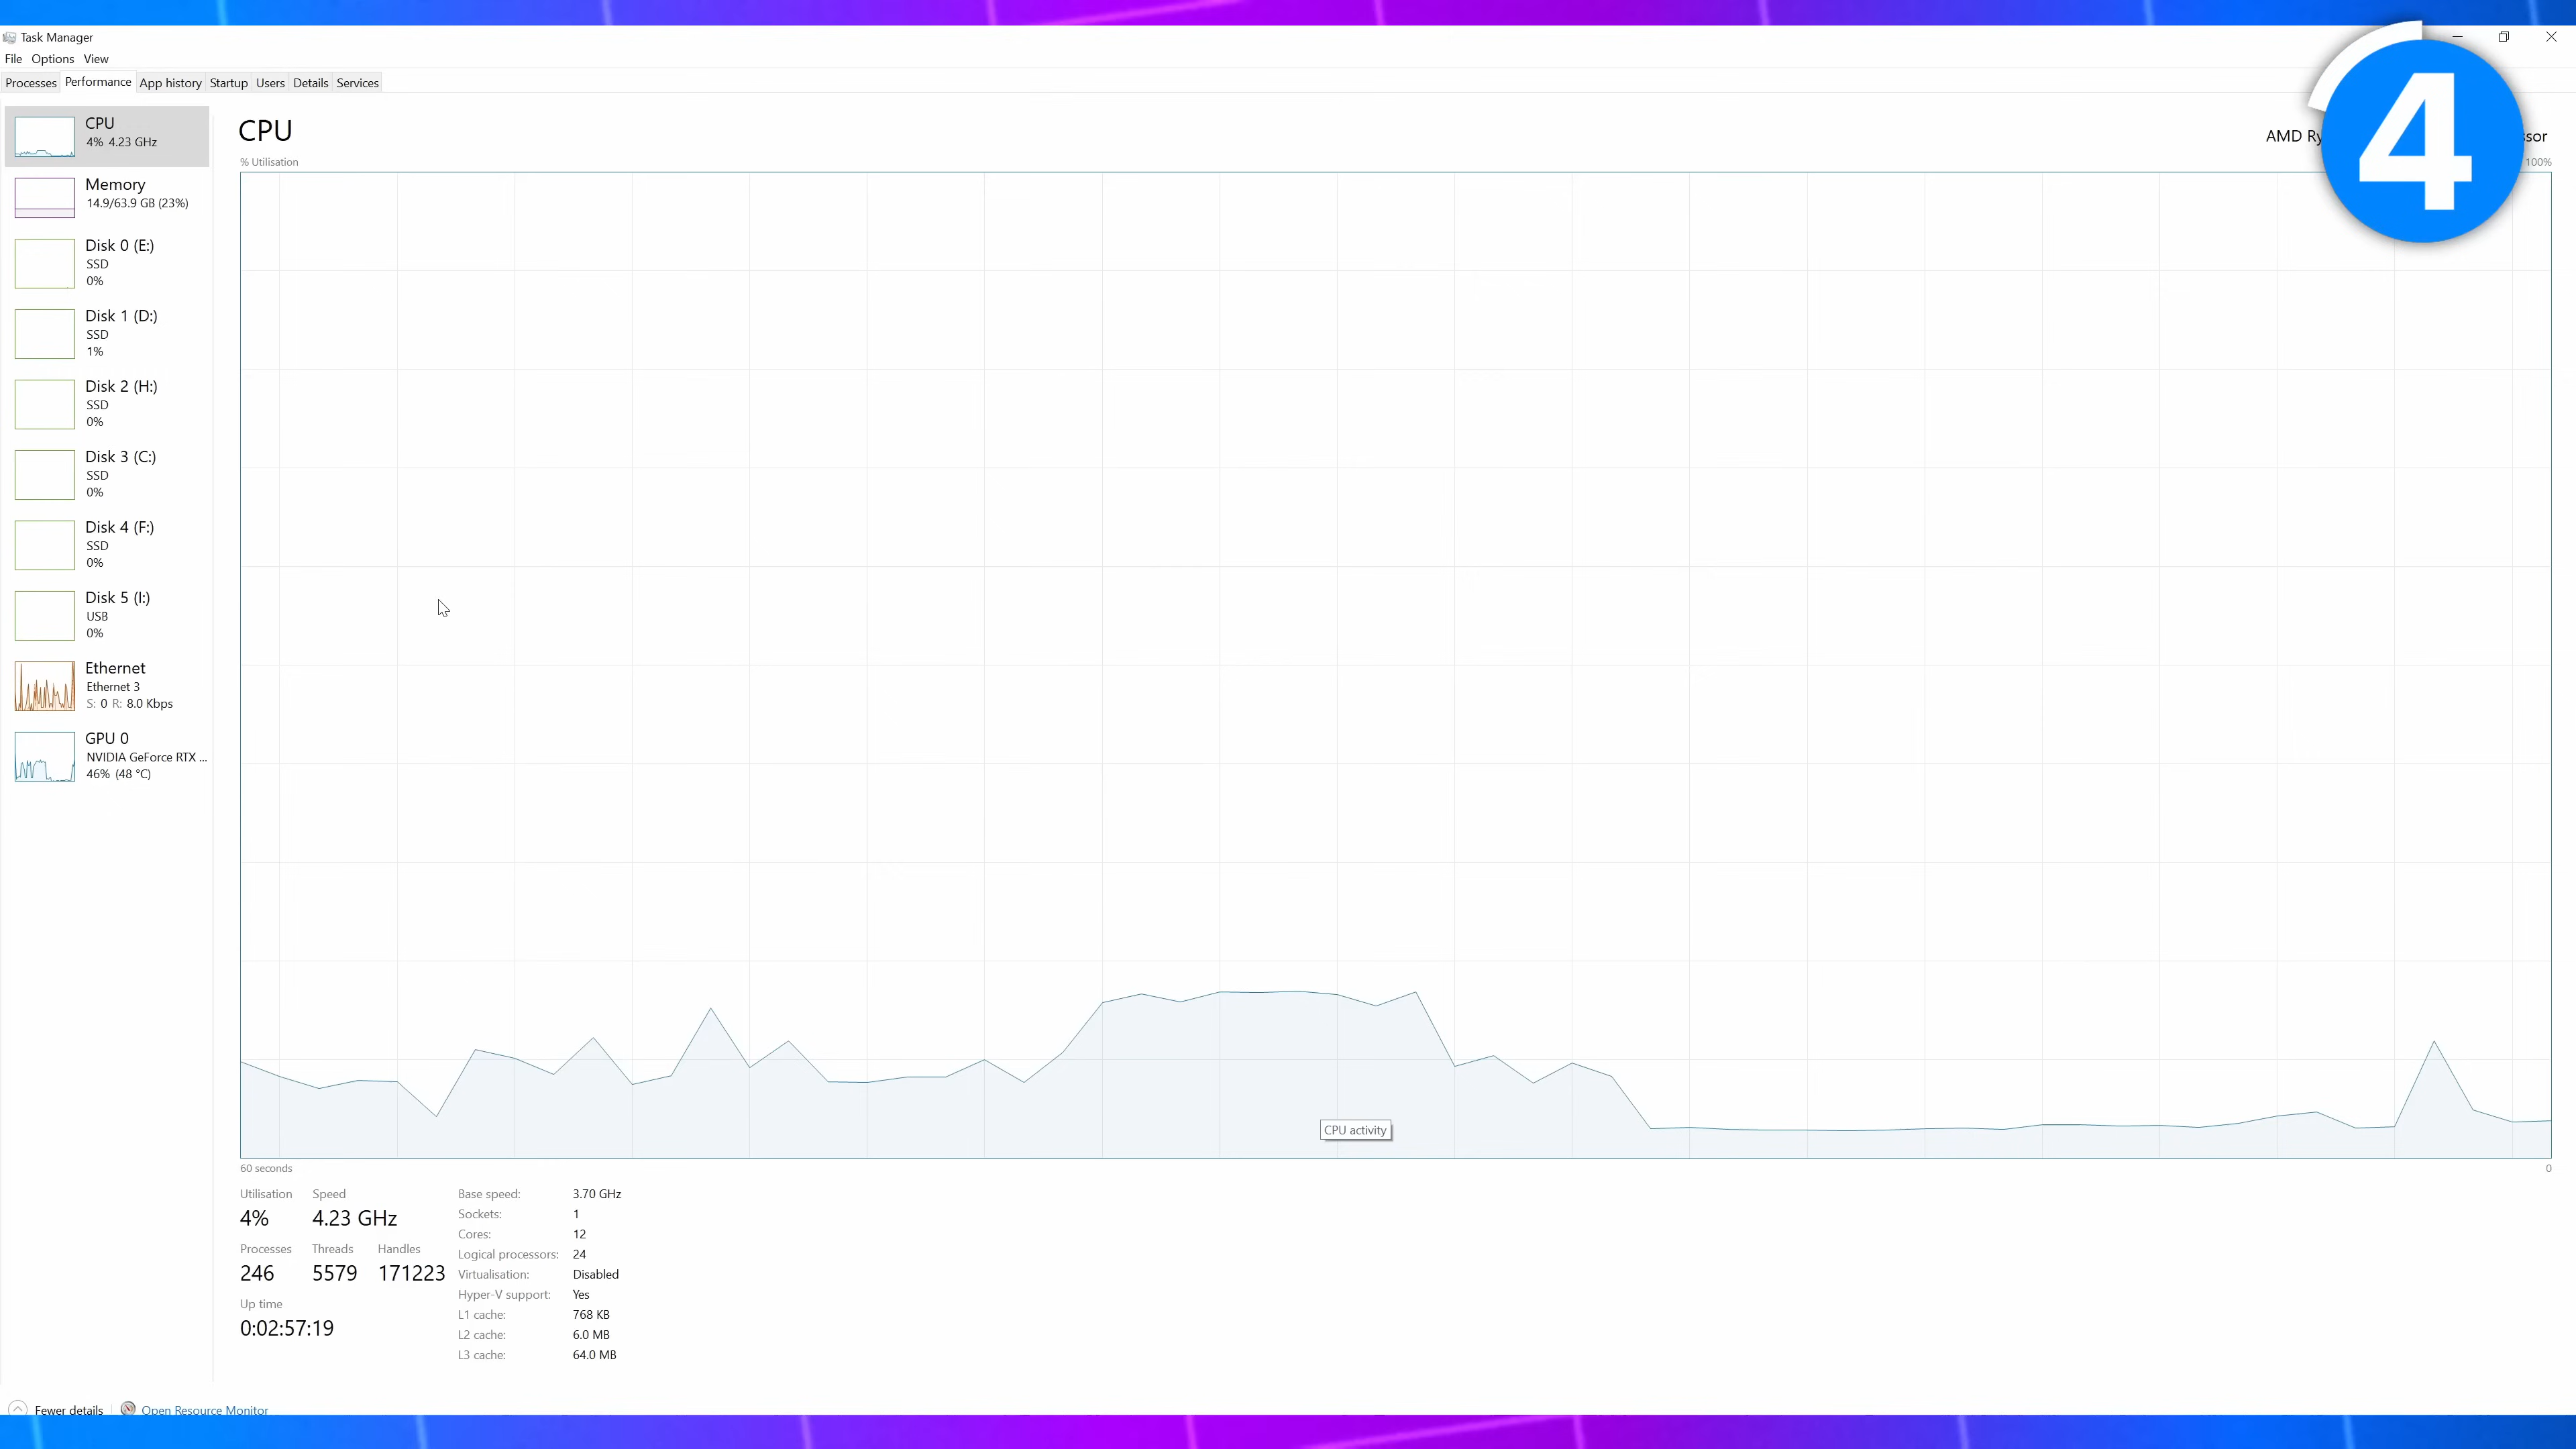 Task Manager
File Options View
Processes Performance App history Startup Users Details Services
4
CPU
4% 4.23 GHz
Memory
14.9/63.9 GB (23%)
Disk 0 (E:)
SSD
0%
Disk 1 (D:)
SSD
1%
Disk 2 (H:)
SSD
0%
Disk 3 (C:)
SSD
0%
Disk 4 (F:)
SSD
0%
Disk 5 (I:)
USB
0%
Ethernet
Ethernet 3
S: 0 R: 8.0 Kbps
GPU 0
NVIDIA GeForce RTX ...
46% (48 °C)
CPU
AMD
% Utilisation
100%
CPU activity
60 seconds
0
Utilisation Speed
4% 4.23 GHz
Processes Threads Handles
246 5579 171223
Up time
0:02:57:19
Base speed: 3.70 GHz
Sockets: 1
Cores: 12
Logical processors: 24
Virtualisation: Disabled
Hyper-V support: Yes
L1 cache: 768 KB
L2 cache: 6.0 MB
L3 cache: 64.0 MB
Fewer details Open Resource Monitor